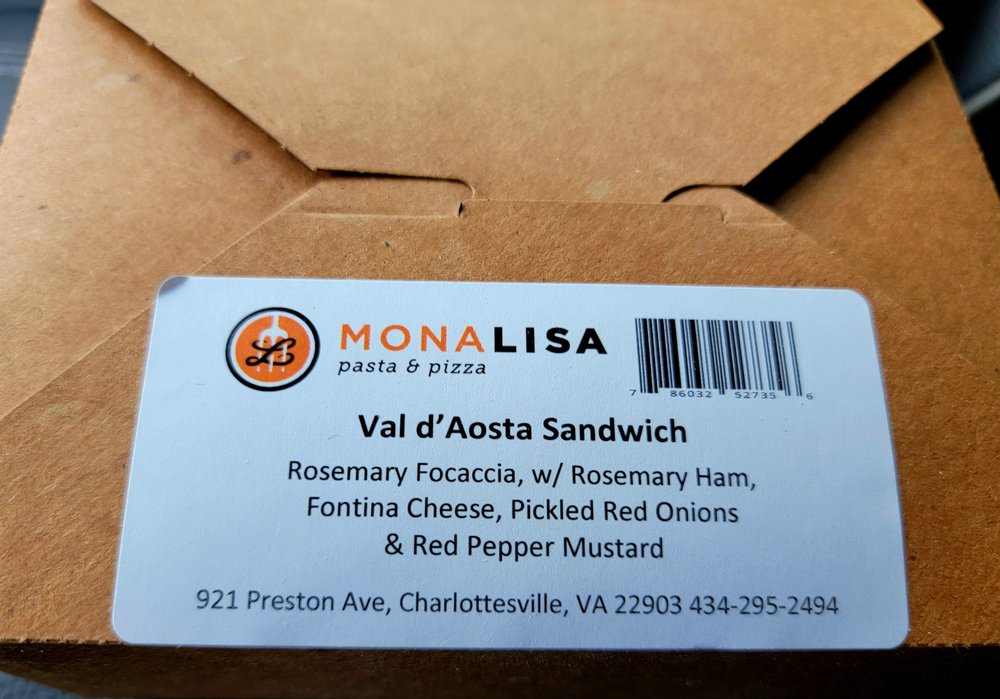 MONALISA
pasta & pizza
7 86032 52735 6
Val d'Aosta Sandwich
Rosemary Focaccia, w/ Rosemary Ham,
Fontina Cheese, Pickled Red Onions
& Red Pepper Mustard
921 Preston Ave, Charlottesville, VA 22903 434-295-2494